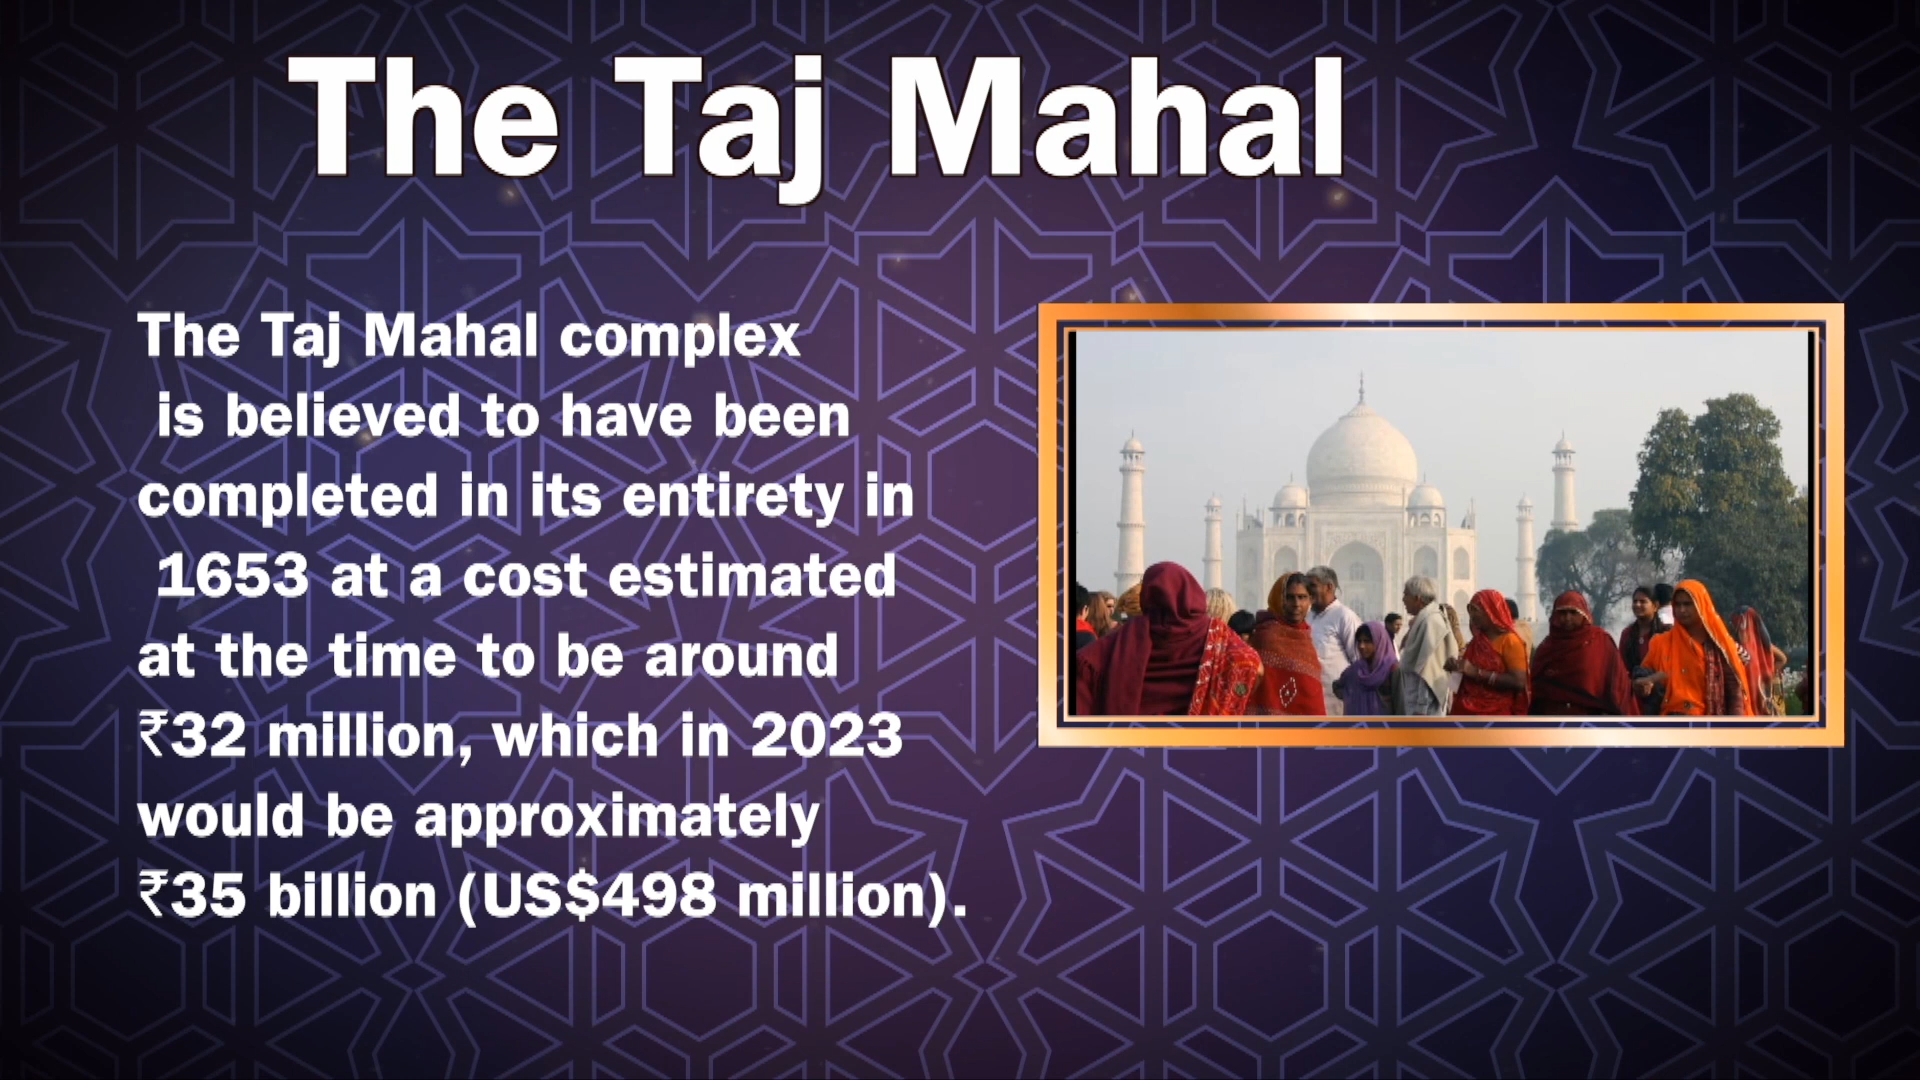 The Taj Mahal
The Taj Mahal complex
is believed to have been
completed in its entirety in
1653 at a cost estimated
at the time to be around
₹32 million, which in 2023
would be approximately
₹35 billion (US$498 million).